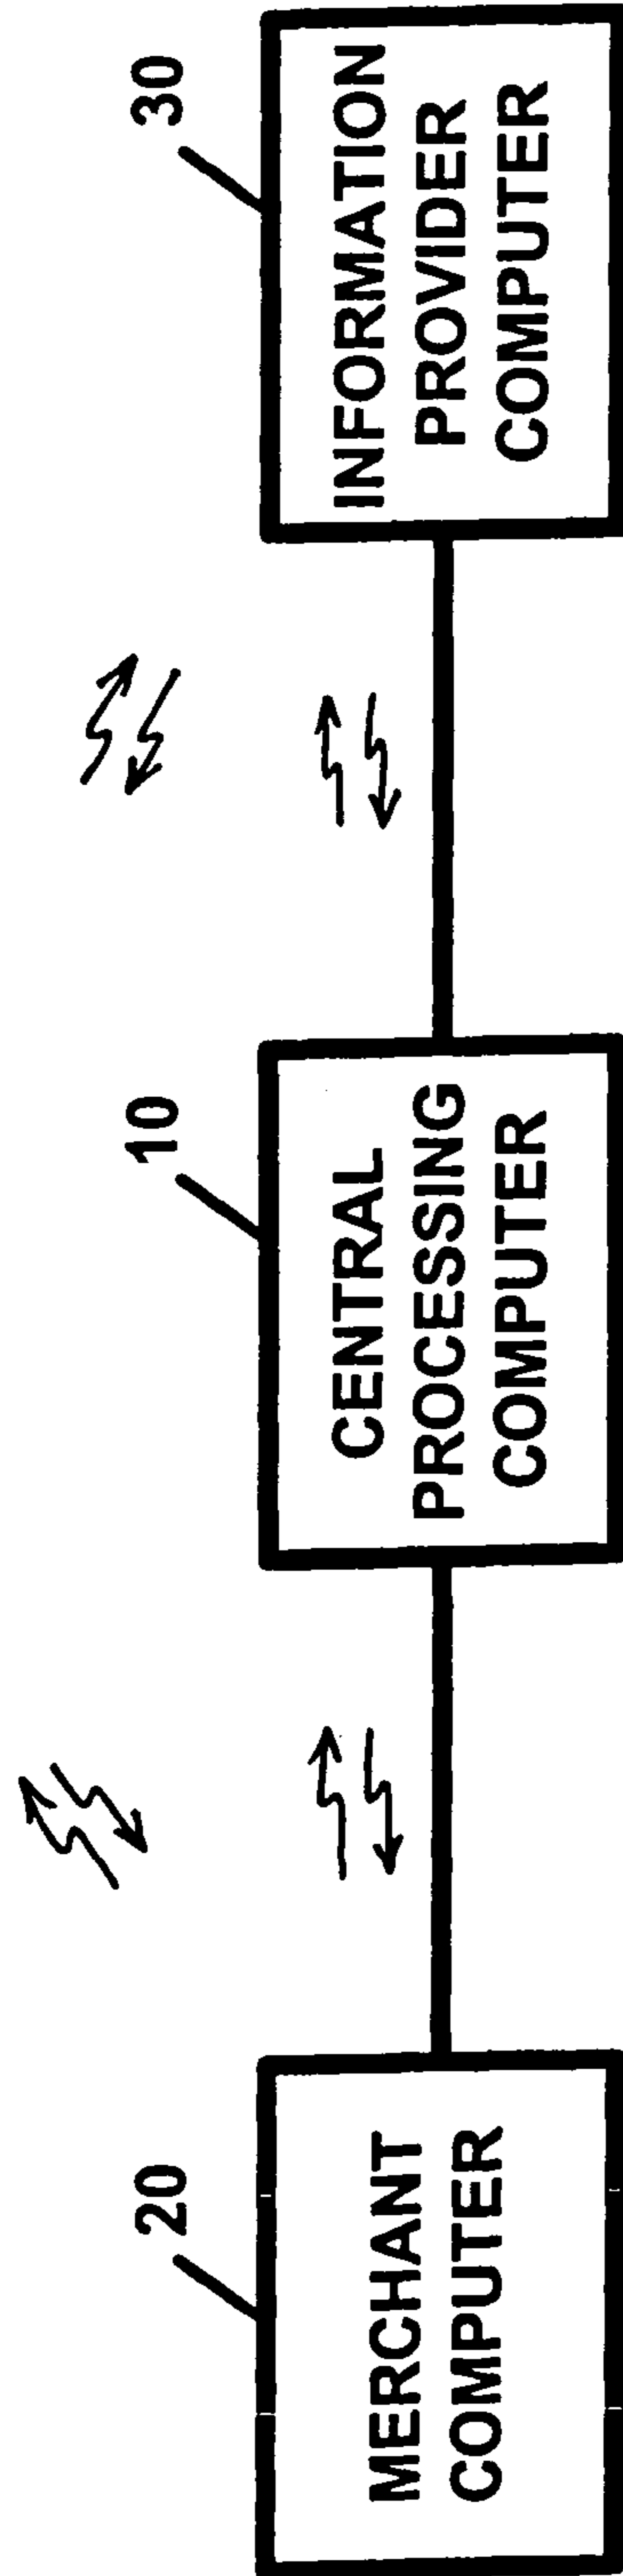 20
MERCHANT
COMPUTER
10
CENTRAL
PROCESSING
COMPUTER
30
INFORMATION
PROVIDER
COMPUTER